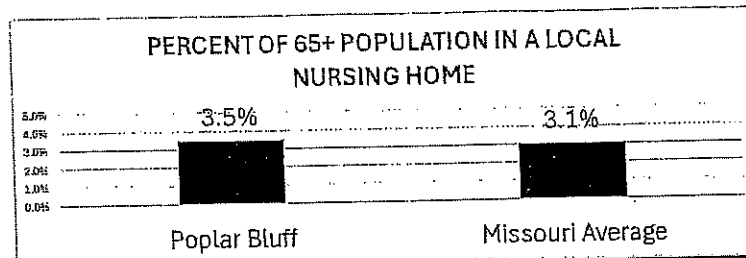 PERCENT OF 65+ POPULATION IN A LOCAL
NURSING HOME
5.0%
4.0%
3.0%
2.0%
1.0%
0.0%
3.5%
3.1%
Poplar Bluff
Missouri Average